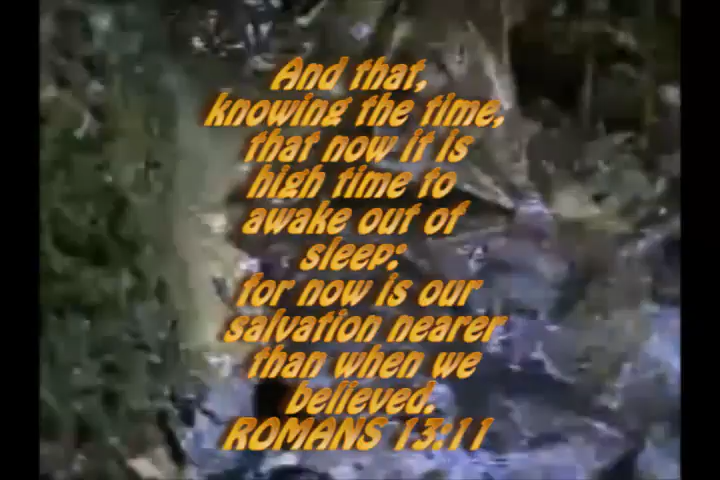 And that,
knowing the time,
that now it is
high time to
awake out of
sleep:
for now is our
salvation nearer
than when we
believed.
ROMANS 13:11